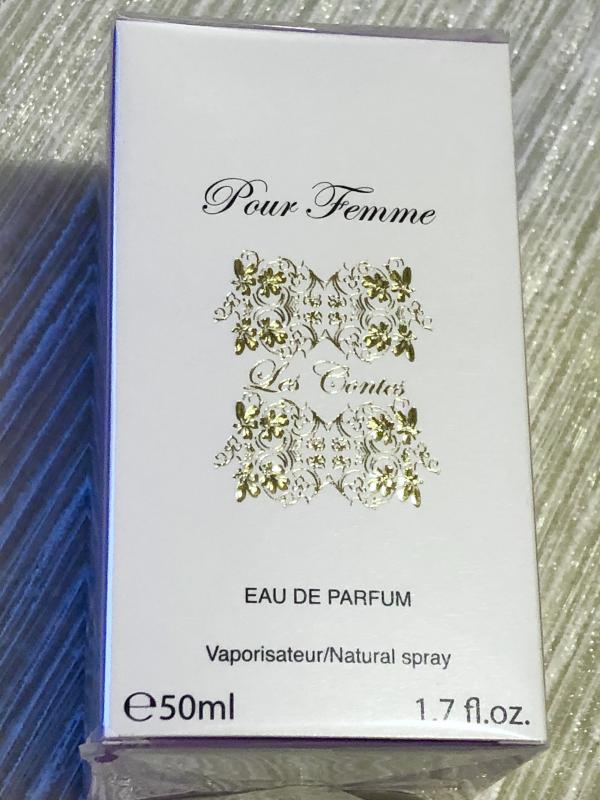 Pour Femme
Les Contes
EAU DE PARFUM
Vaporisateur/Natural spray
℮50ml 1.7 fl.oz.